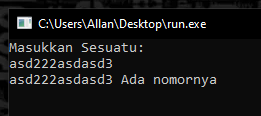 C:\Users\Allan\Desktop\run.exe
Masukkan Sesuatu:
asd222asdasd3
asd222asdasd3 Ada nomornya